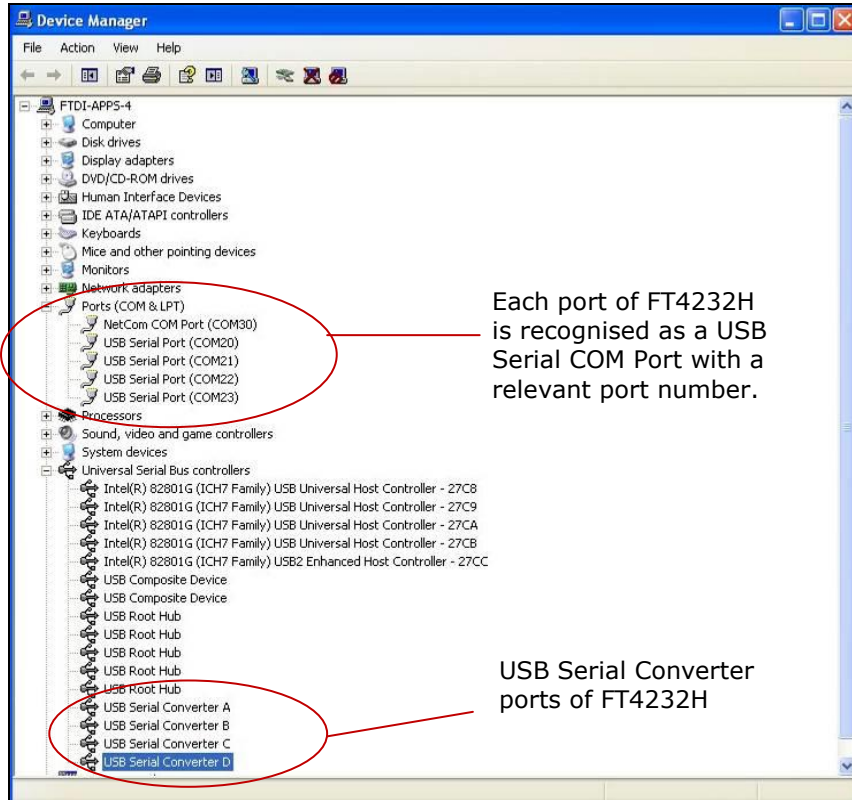 Device Manager
File Action View Help
FTDI-APPS-4
Computer
Disk drives
Display adapters
DVD/CD-ROM drives
Human Interface Devices
IDE ATA/ATAPI controllers
Keyboards
Mice and other pointing devices
Monitors
Network adapters
Ports (COM & LPT)
NetCom COM Port (COM30)
USB Serial Port (COM20)
USB Serial Port (COM21)
USB Serial Port (COM22)
USB Serial Port (COM23)
Processors
Sound, video and game controllers
System devices
Universal Serial Bus controllers
Intel(R) 82801G (ICH7 Family) USB Universal Host Controller - 27C8
Intel(R) 82801G (ICH7 Family) USB Universal Host Controller - 27C9
Intel(R) 82801G (ICH7 Family) USB Universal Host Controller - 27CA
Intel(R) 82801G (ICH7 Family) USB Universal Host Controller - 27CB
Intel(R) 82801G (ICH7 Family) USB2 Enhanced Host Controller - 27CC
USB Composite Device
USB Composite Device
USB Root Hub
USB Root Hub
USB Root Hub
USB Root Hub
USB Root Hub
USB Serial Converter A
USB Serial Converter B
USB Serial Converter C
USB Serial Converter D
Each port of FT4232H
is recognised as a USB
Serial COM Port with a
relevant port number.
USB Serial Converter
ports of FT4232H